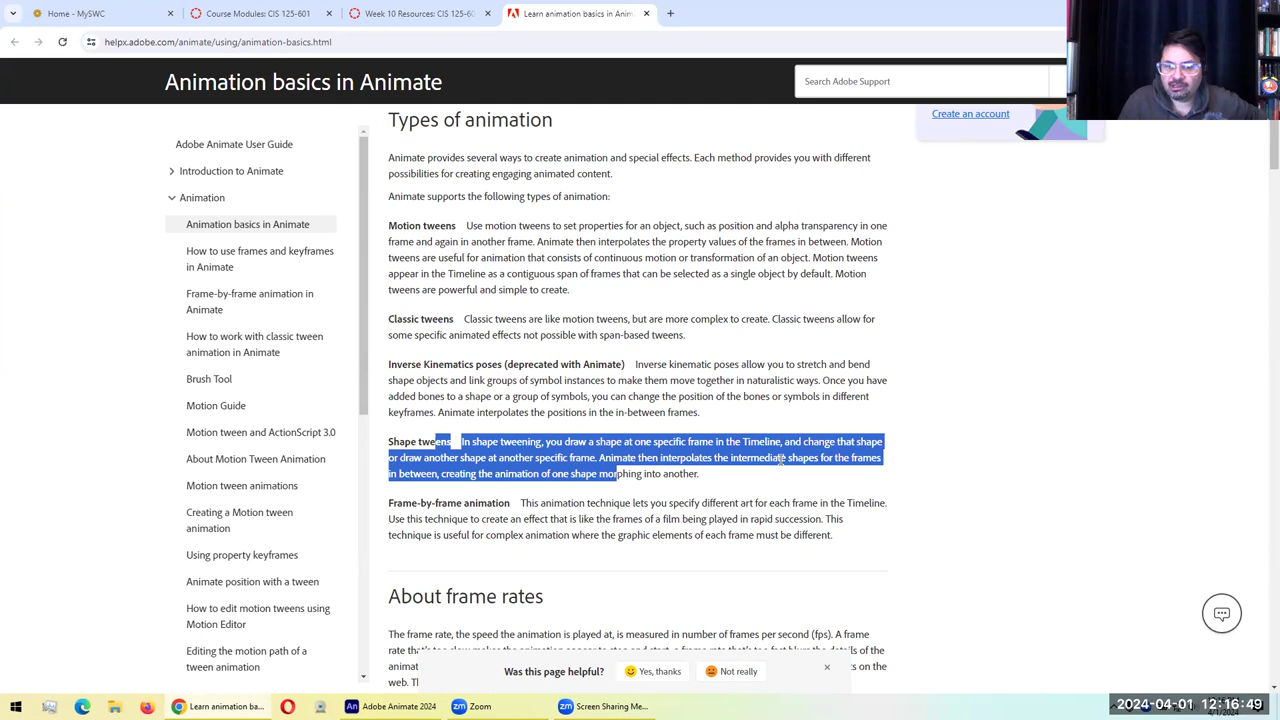 Home - MySWC
Course Modules: CIS 125-601
Week 10 Resources: CIS 125-60
Learn animation basics in Anim
helpx.adobe.com/animate/using/animation-basics.html
Animation basics in Animate
Search Adobe Support
Create an account
Adobe Animate User Guide
Introduction to Animate
Animation
Animation basics in Animate
How to use frames and keyframes
in Animate
Frame-by-frame animation in
Animate
How to work with classic tween
animation in Animate
Brush Tool
Motion Guide
Motion tween and ActionScript 3.0
About Motion Tween Animation
Motion tween animations
Creating a Motion tween
animation
Using property keyframes
Animate position with a tween
How to edit motion tweens using
Motion Editor
Editing the motion path of a
tween animation
Types of animation
Animate provides several ways to create animation and special effects. Each method provides you with different
possibilities for creating engaging animated content.
Animate supports the following types of animation:
Motion tweens Use motion tweens to set properties for an object, such as position and alpha transparency in one
frame and again in another frame. Animate then interpolates the property values of the frames in between. Motion
tweens are useful for animation that consists of continuous motion or transformation of an object. Motion tweens
appear in the Timeline as a contiguous span of frames that can be selected as a single object by default. Motion
tweens are powerful and simple to create.
Classic tweens Classic tweens are like motion tweens, but are more complex to create. Classic tweens allow for
some specific animated effects not possible with span-based tweens.
Inverse Kinematics poses (deprecated with Animate) Inverse kinematic poses allow you to stretch and bend
shape objects and link groups of symbol instances to make them move together in naturalistic ways. Once you have
added bones to a shape or a group of symbols, you can change the position of the bones or symbols in different
keyframes. Animate interpolates the positions in the in-between frames.
Shape tweens In shape tweening, you draw a shape at one specific frame in the Timeline, and change that shape
or draw another shape at another specific frame. Animate then interpolates the intermediate shapes for the frames
in between, creating the animation of one shape morphing into another.
Frame-by-frame animation This animation technique lets you specify different art for each frame in the Timeline.
Use this technique to create an effect that is like the frames of a film being played in rapid succession. This
technique is useful for complex animation where the graphic elements of each frame must be different.
About frame rates
The frame rate, the speed the animation is played at, is measured in number of frames per second (fps). A frame
Was this page helpful?
Yes, thanks
Not really
Learn animation ba...
Adobe Animate 2024
Zoom
Screen Sharing Me...
2024-04-01 12:16:49